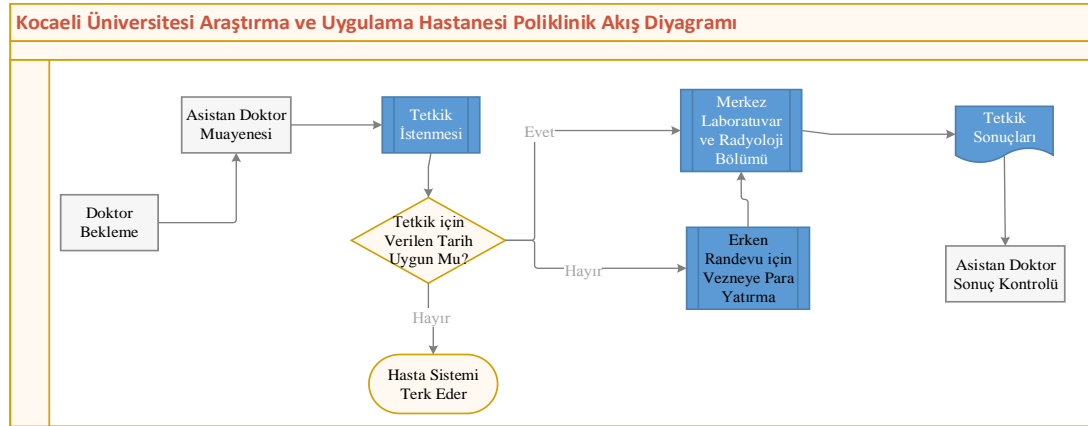 Kocaeli Üniversitesi Araştırma ve Uygulama Hastanesi Poliklinik Akış Diyagramı
Doktor
Bekleme
Asistan Doktor
Muayenesi
Tetkik
İstenmesi
Tetkik için
Verilen Tarih
Uygun Mu?
Evet
Hayır
Hayır
Hasta Sistemi
Terk Eder
Merkez
Laboratuvar
ve Radyoloji
Bölümü
Erken
Randevu için
Vezneye Para
Yatırma
Tetkik
Sonuçları
Asistan Doktor
Sonuç Kontrolü